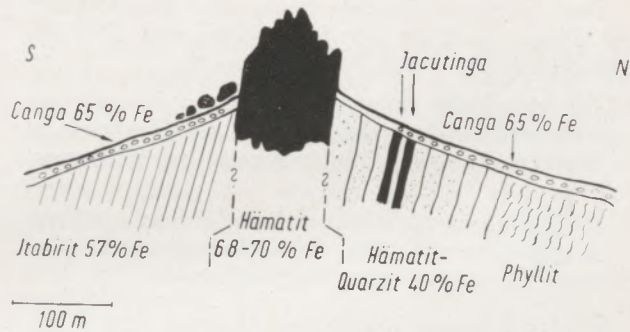 S
N
Jacutinga
Canga 65 % Fe
Canga 65 % Fe
2
2
Jtabirit 57% Fe
Hämatit
68-70 % Fe
Hämatit-
Quarzit 40% Fe
Phyllit
100 m